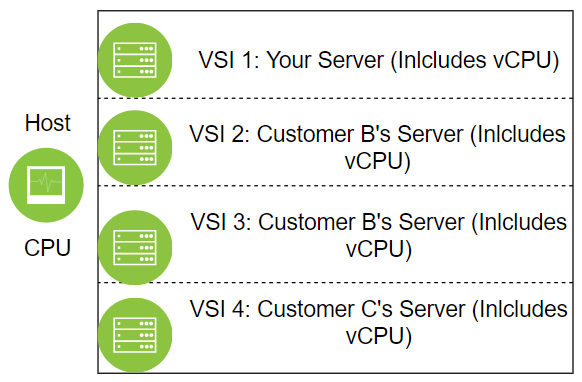 VSI 1: Your Server (Inlcludes vCPU)
Host
CPU
VSI 2: Customer B's Server (Inlcludes
vCPU)
VSI 3: Customer B's Server (Inlcludes
vCPU)
VSI 4: Customer C's Server (Inlcludes
vCPU)